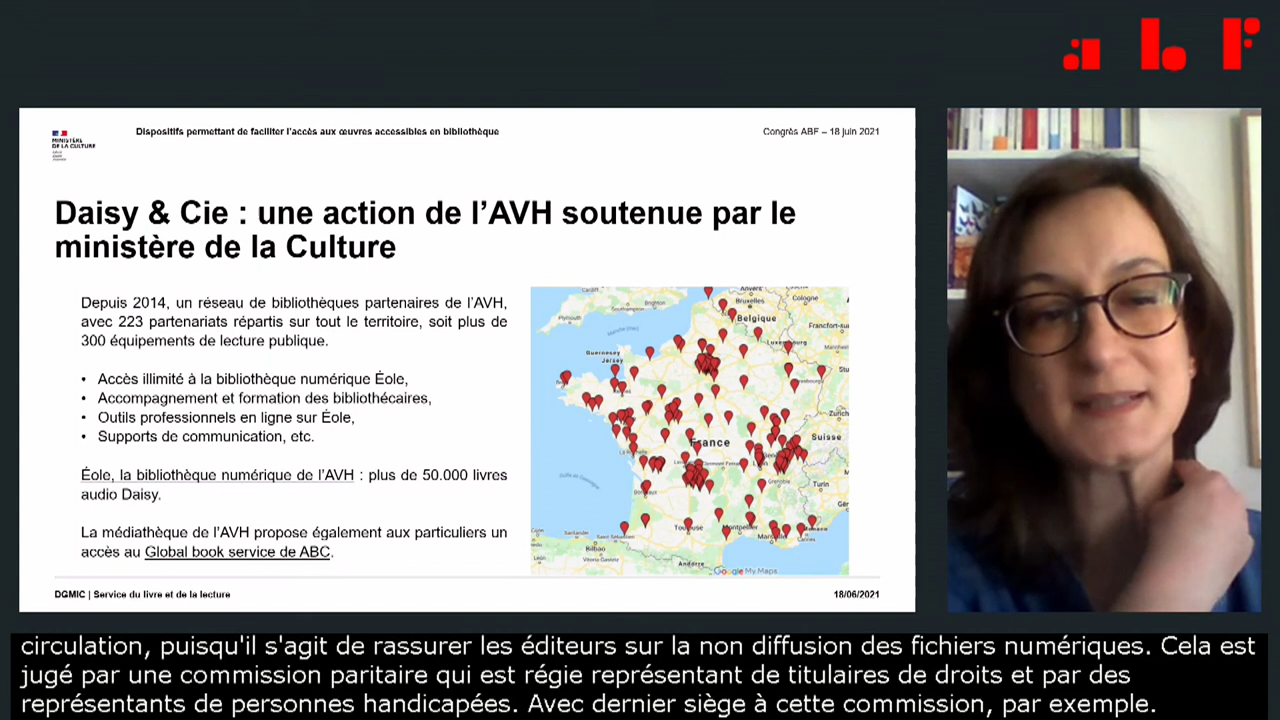 abf
MINISTÈRE
DE LA CULTURE
Dispositifs permettant de faciliter l'accès aux œuvres accessibles en bibliothèque
Congrès ABF – 18 juin 2021
Daisy & Cie : une action de l'AVH soutenue par le
ministère de la Culture
Depuis 2014, un réseau de bibliothèques partenaires de l'AVH,
avec 223 partenariats répartis sur tout le territoire, soit plus de
300 équipements de lecture publique.
• Accès illimité à la bibliothèque numérique Éole,
• Accompagnement et formation des bibliothécaires,
• Outils professionnels en ligne sur Éole,
• Supports de communication, etc.
Éole, la bibliothèque numérique de l'AVH : plus de 50.000 livres
audio Daisy.
La médiathèque de l'AVH propose également aux particuliers un
accès au Global book service de ABC.
Plymouth
Southampton
Brighton
Bruxelles
Cologne
Belgique
Guernesey
Jersey
France
Suisse
Turin
Grenoble
Bordeaux
Toulouse
Montpellier
Cannes
Santander
Bilbao
Andorre
Google My Maps
DGMIC | Service du livre et de la lecture
18/06/2021
circulation, puisqu'il s'agit de rassurer les éditeurs sur la non diffusion des fichiers numériques. Cela est
jugé par une commission paritaire qui est régie représentant de titulaires de droits et par des
représentants de personnes handicapées. Avec dernier siège à cette commission, par exemple.